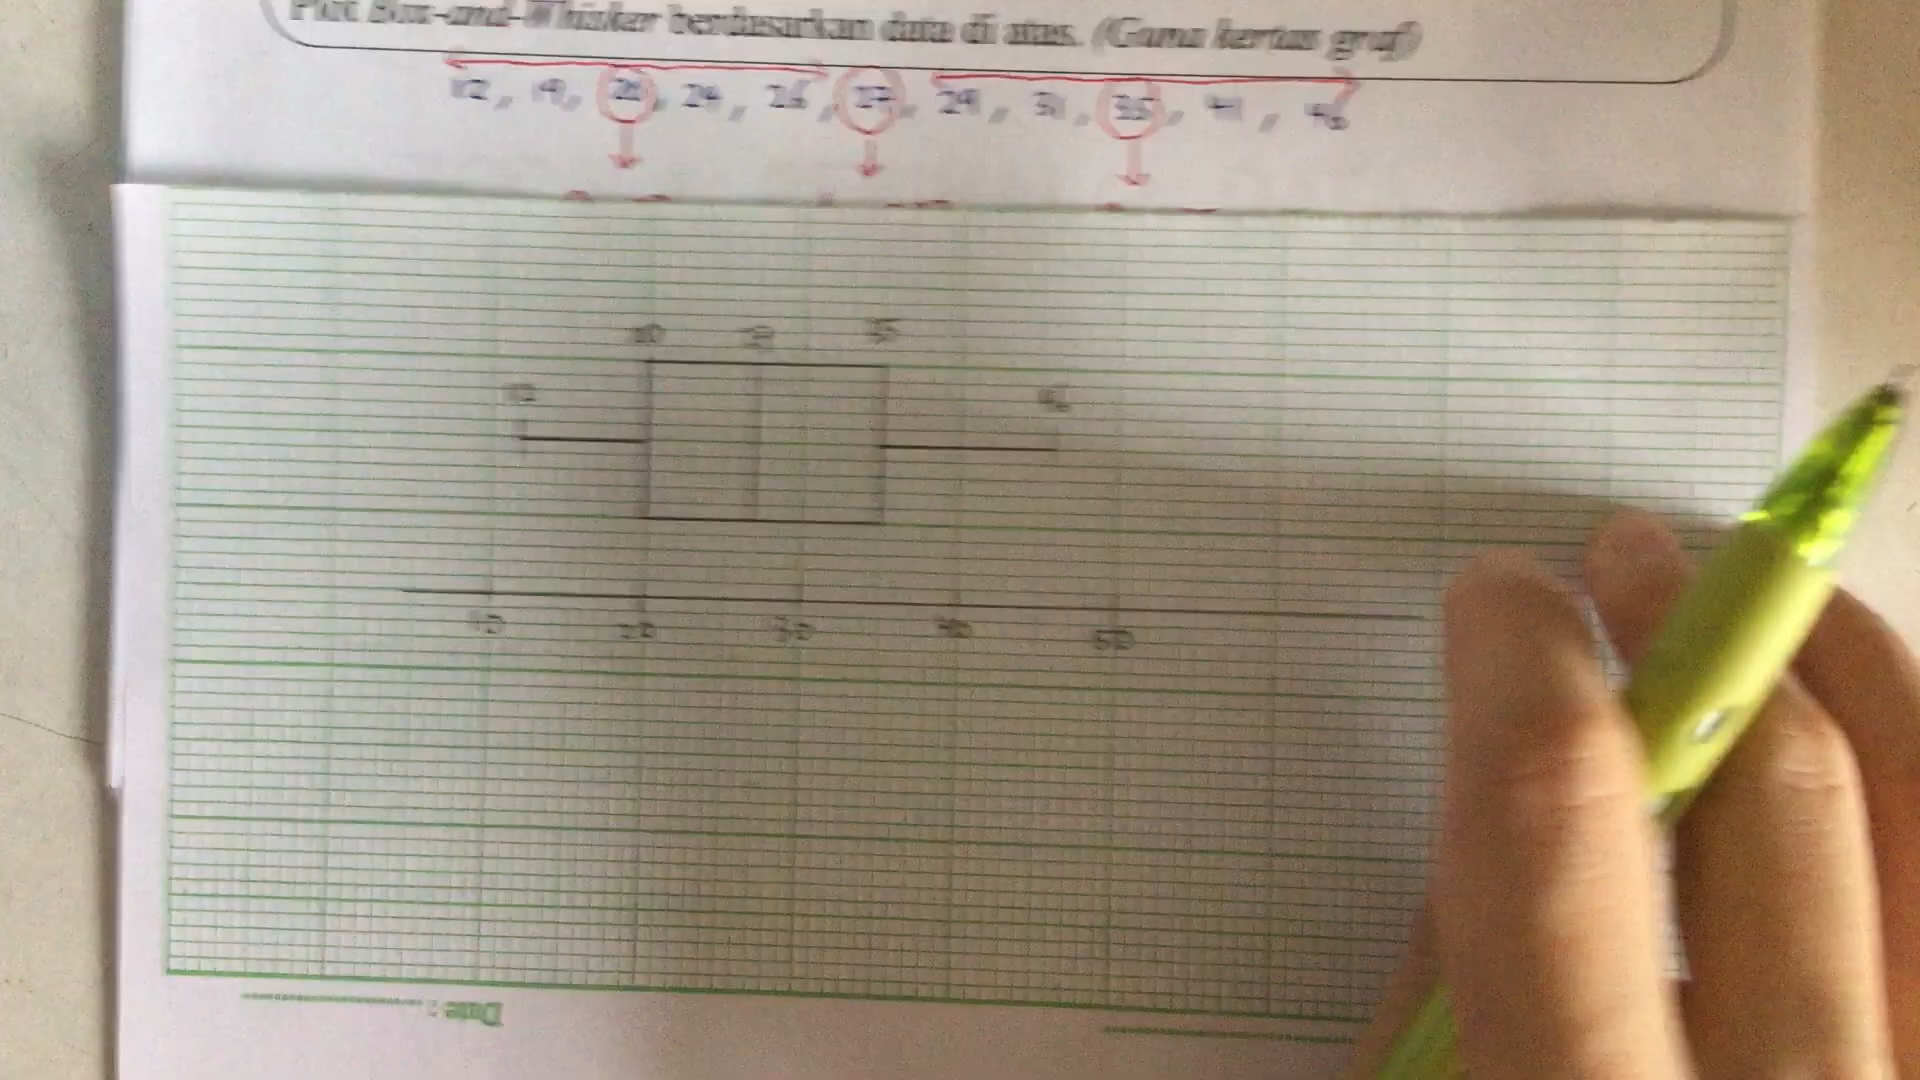 Plot Box-and-Whisker berdasarkan data di atas. (Guna kertas graf)
12, 19, 20, 24, 26, 27, 29, 31, 35, 41, 46
20 27 35
12 46
10 20 30 40 50
Date :